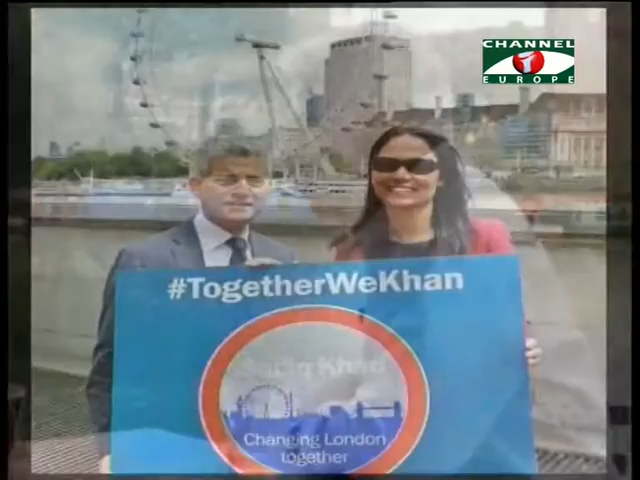 CHANNEL
i
EUROPE
#TogetherWeKhan
Sadiq Khan
Changing London
together